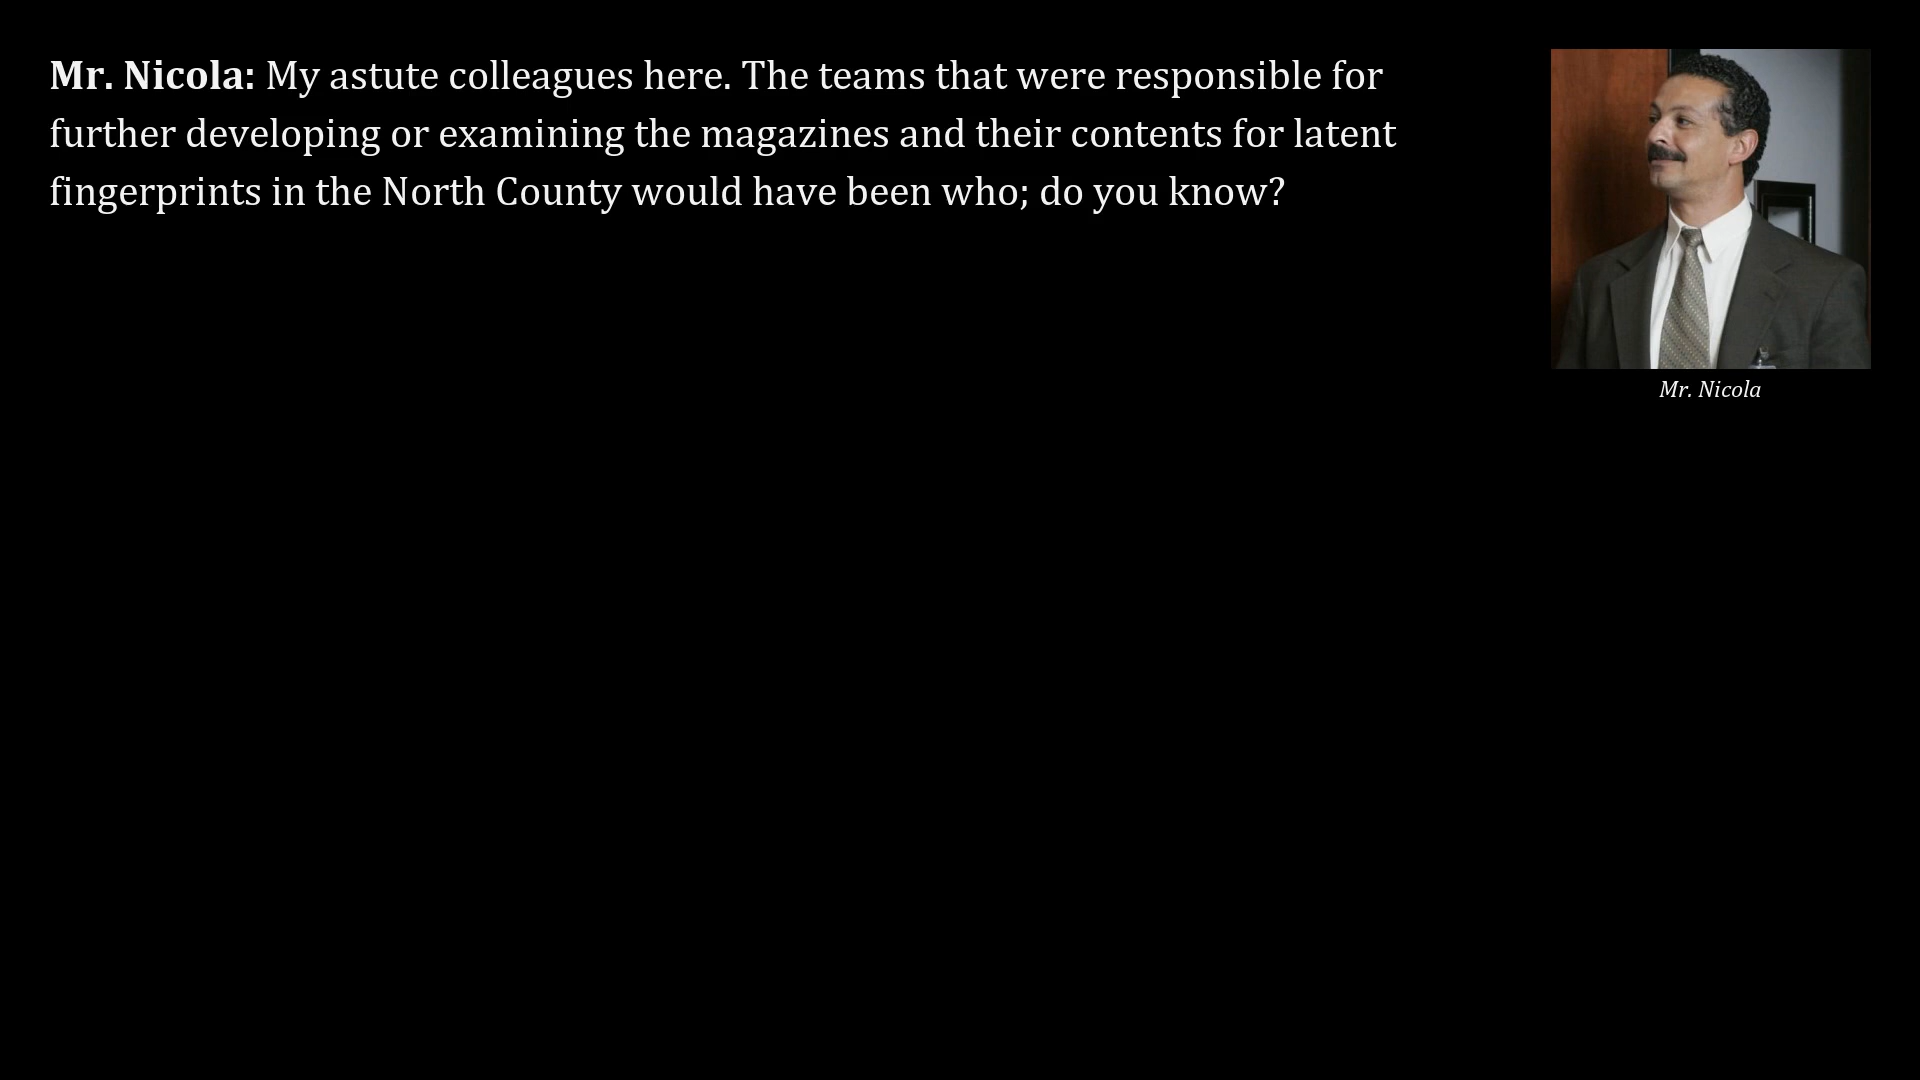 Mr. Nicola: My astute colleagues here. The teams that were responsible for
further developing or examining the magazines and their contents for latent
fingerprints in the North County would have been who; do you know?
Mr. Nicola